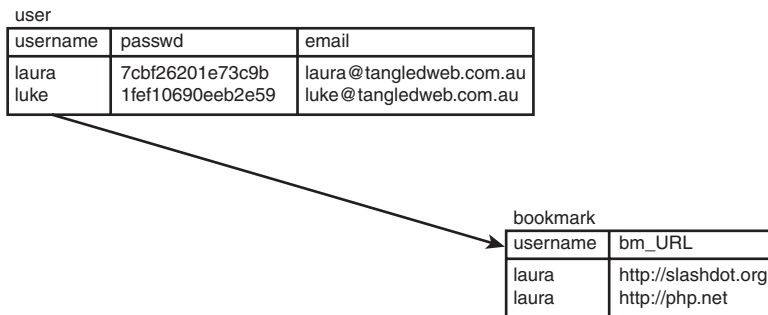 user
username passwd email
laura 7cbf26201e73c9b laura@tangledweb.com.au
luke 1fef10690eeb2e59 luke@tangledweb.com.au
bookmark
username bm_URL
laura http://slashdot.org
laura http://php.net